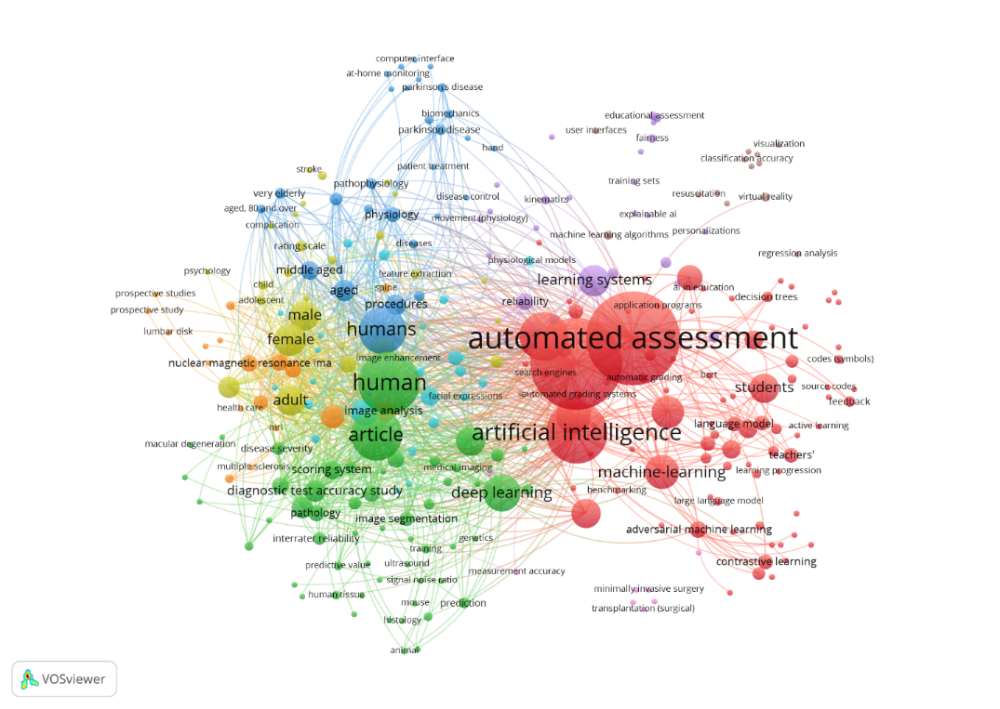 computer interface
at-home monitoring
parkinson's disease
biomechanics
parkinson disease
educational assessment
user interfaces
fairness
visualization
classification accuracy
hand
stroke
patient treatment
pathophysiology
training sets
very elderly
disease control
kinematics
resuscitation
virtual reality
aged, 80 and over
physiology
movement (physiology)
explainable ai
complication
machine learning algorithms
personalizations
rating scale
diseases
physiological models
regression analysis
psychology
middle aged
feature extraction
learning systems
child
spine
ai in education
prospective studies
adolescent
aged
procedures
reliability
application programs
decision trees
prospective study
male
lumbar disk
female
humans
automated assessment
nuclear magnetic resonance ima
image enhancement
codes (symbols)
search engines
automatic grading
bert
human
students
source codes
health care
adult
image analysis
facial expressions
automated grading systems
feedback
mri
article
artificial intelligence
language model
active learning
macular degeneration
disease severity
teachers'
multiple sclerosis
scoring system
medical imaging
machine-learning
learning progression
diagnostic test accuracy study
deep learning
benchmarking
large language model
pathology
image segmentation
adversarial machine learning
interrater reliability
genetics
training
predictive value
ultrasound
measurement accuracy
contrastive learning
signal noise ratio
human tissue
mouse
prediction
minimally invasive surgery
histology
transplantation (surgical)
animal
VOSviewer